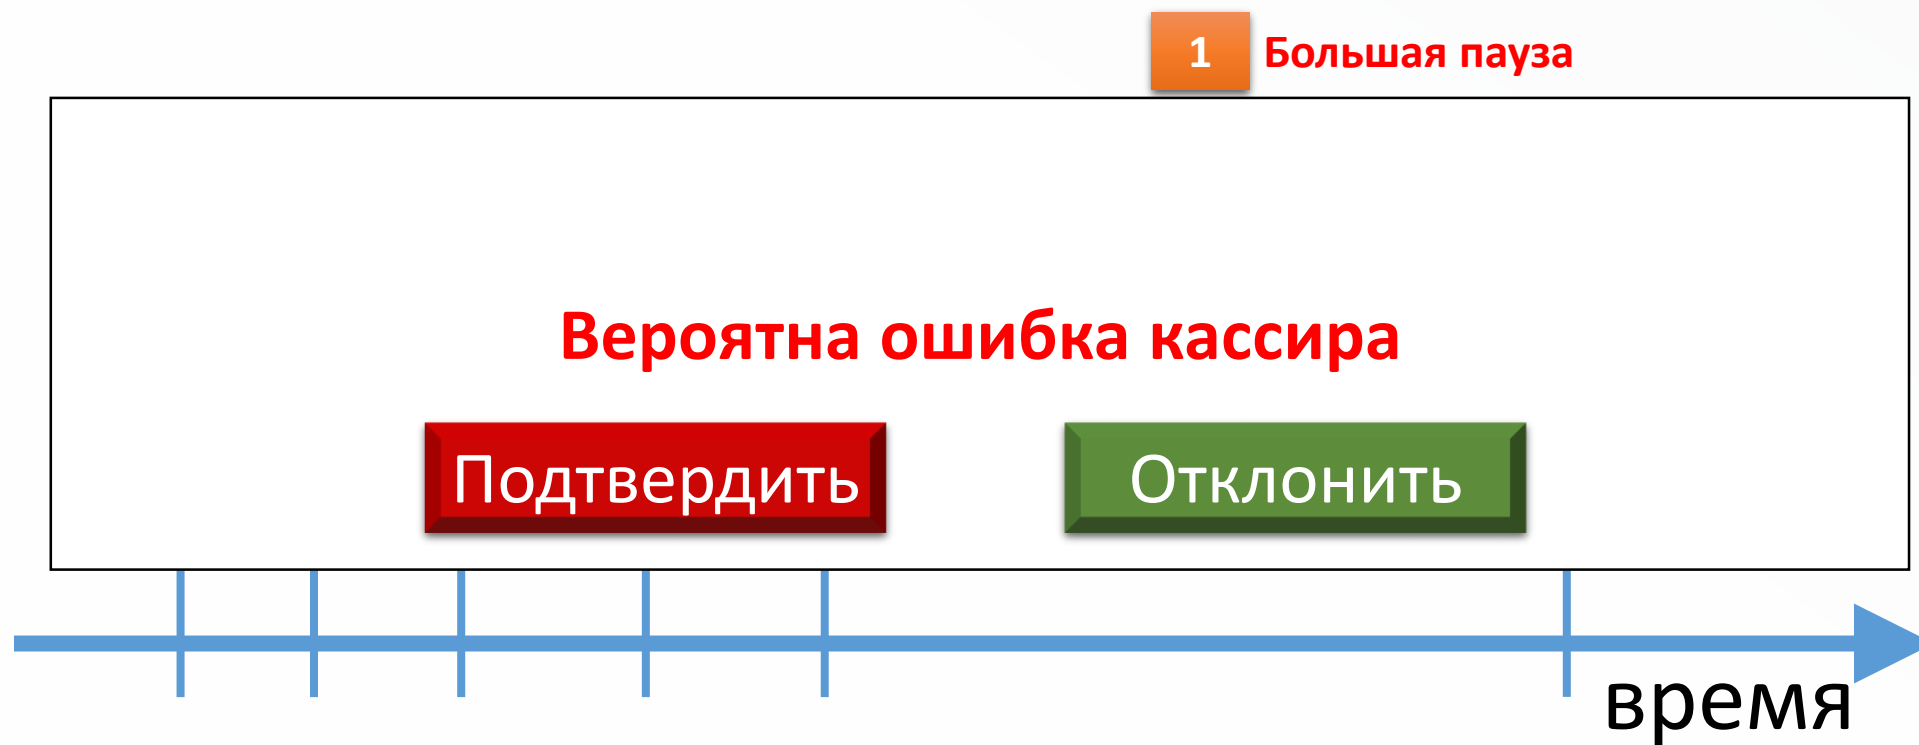 1 Большая пауза
Вероятна ошибка кассира
Подтвердить Отклонить
время